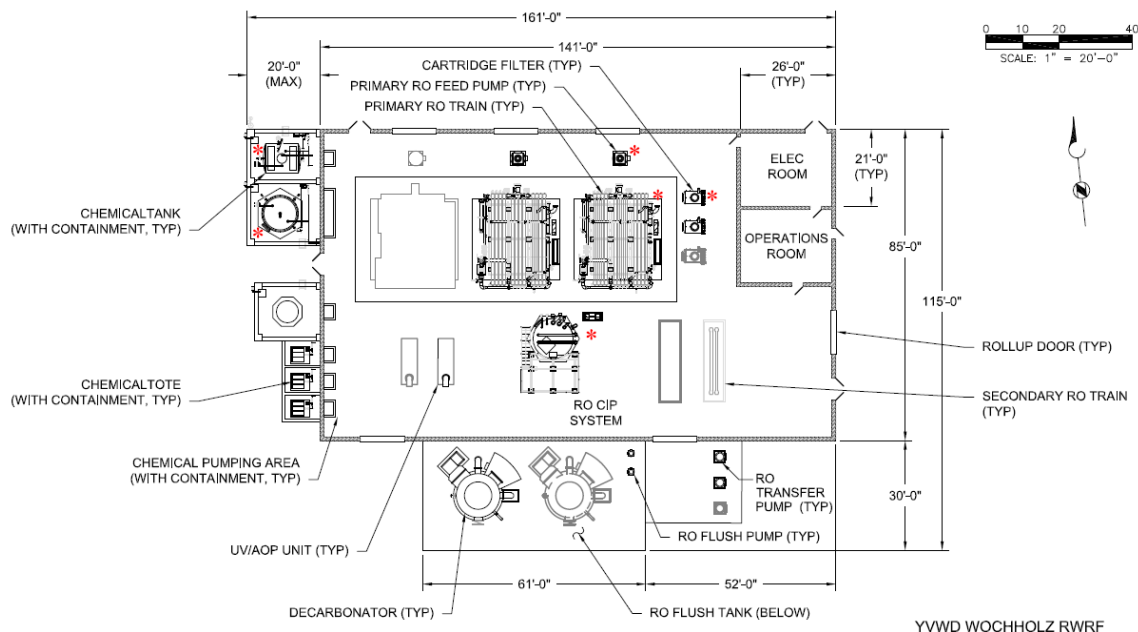 161'-0"
141'-0"
20'-0"
(MAX)
CARTRIDGE FILTER (TYP)
26'-0"
(TYP)
PRIMARY RO FEED PUMP (TYP)
PRIMARY RO TRAIN (TYP)
0 10 20 40
SCALE: 1" = 20'-0"
ELEC
ROOM
21'-0"
(TYP)
CHEMICALTANK
(WITH CONTAINMENT, TYP)
OPERATIONS
ROOM
85'-0"
115'-0"
ROLLUP DOOR (TYP)
CHEMICALTOTE
(WITH CONTAINMENT, TYP)
SECONDARY RO TRAIN
(TYP)
RO CIP
SYSTEM
CHEMICAL PUMPING AREA
(WITH CONTAINMENT, TYP)
RO
TRANSFER
PUMP (TYP)
30'-0"
UV/AOP UNIT (TYP)
RO FLUSH PUMP (TYP)
61'-0"
52'-0"
DECARBONATOR (TYP)
RO FLUSH TANK (BELOW)
YVWD WOCHHOLZ RWRF